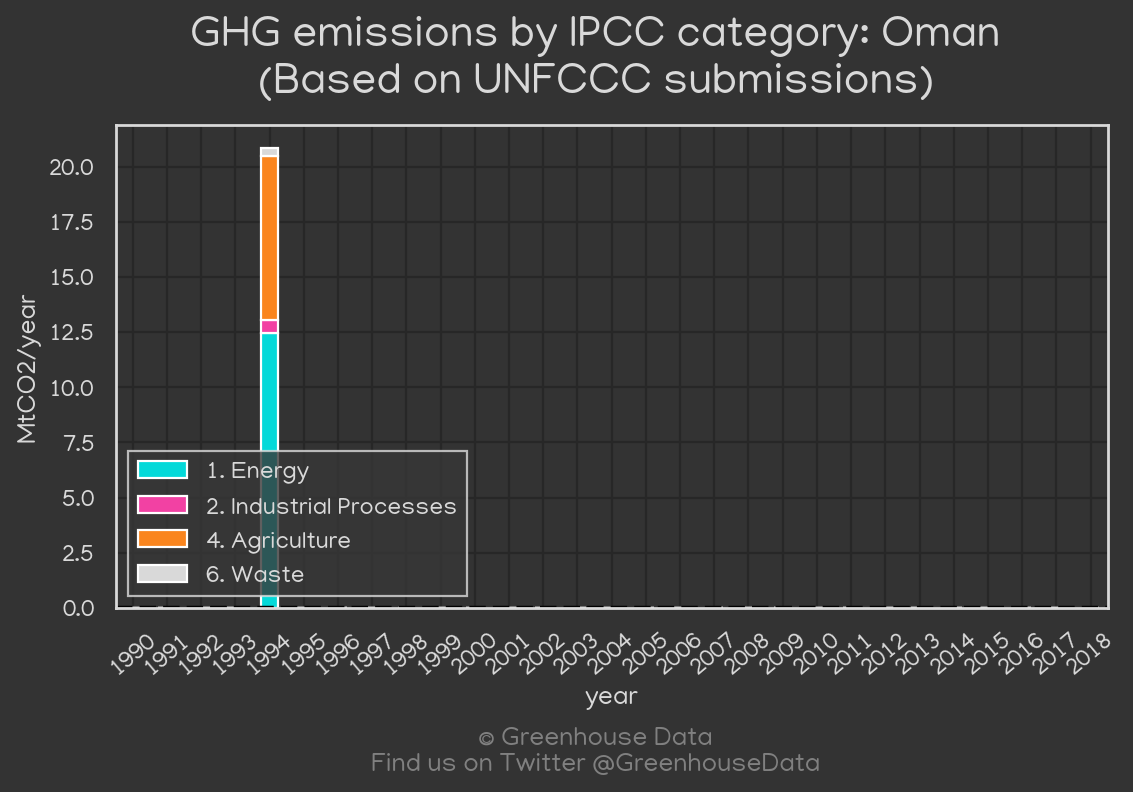 GHG emissions by IPCC category: Oman
(Based on UNFCCC submissions)
MtCO2/year
20.0
17.5
15.0
12.5
10.0
7.5
5.0
2.5
0.0
1. Energy
2. Industrial Processes
4. Agriculture
6. Waste
1990 1991 1992 1993 1994 1995 1996 1997 1998 1999 2000 2001 2002 2003 2004 2005 2006 2007 2008 2009 2010 2011 2012 2013 2014 2015 2016 2017 2018
year
© Greenhouse Data
Find us on Twitter @GreenhouseData